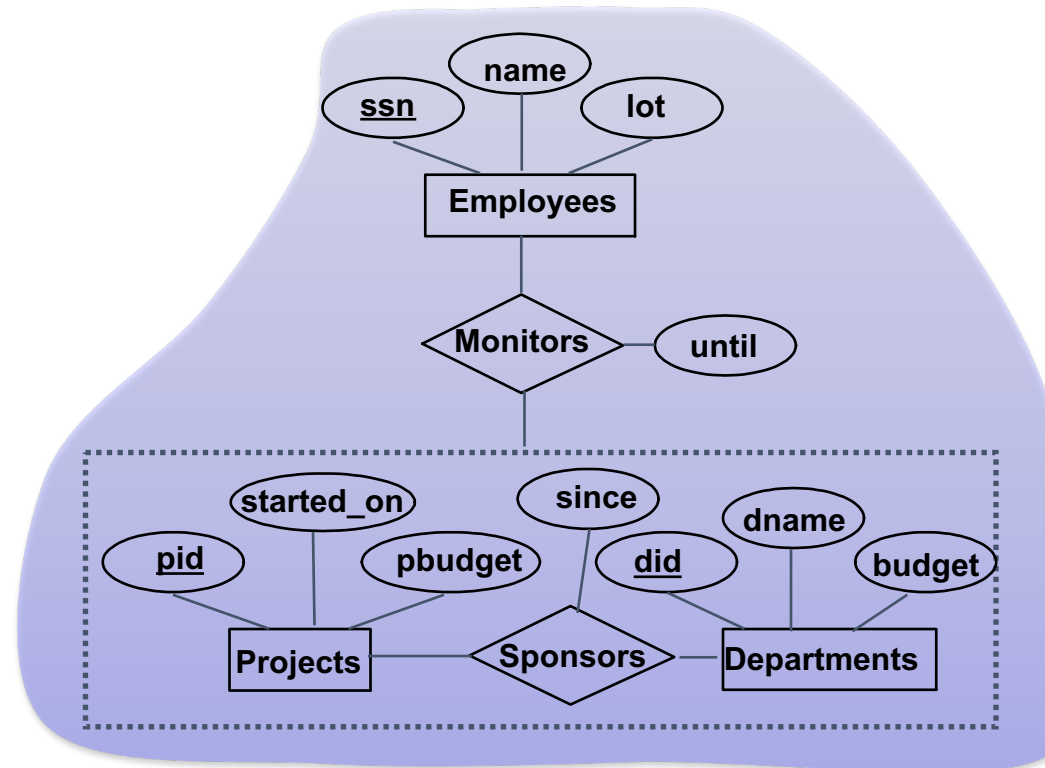 name
ssn
lot
Employees
Monitors
until
started_on
since
dname
pid
pbudget
did
budget
Projects
Sponsors
Departments